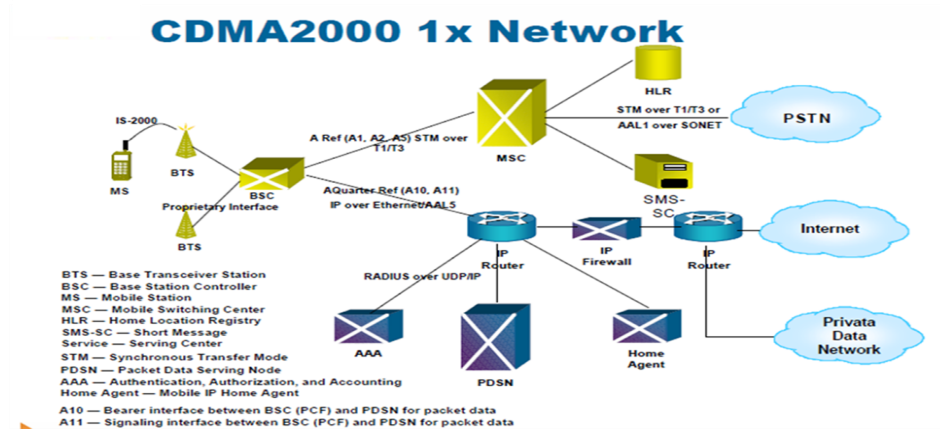 CDMA2000 1x Network
HLR
IS-2000
STM over T1/T3 or
AAL1 over SONET
PSTN
A Ref (A1, A2, A5) STM over
T1/T3
MSC
BTS
MS
BSC
Proprietary Interface
AQuarter Ref (A10, A11)
IP over Ethernet/AAL5
SMS-
SC
BTS
IP
Router
IP
Firewall
IP
Router
Internet
RADIUS over UDP/IP
BTS — Base Transceiver Station
BSC — Base Station Controller
MS — Mobile Station
MSC — Mobile Switching Center
HLR — Home Location Registry
SMS-SC — Short Message
Service — Serving Center
STM — Synchronous Transfer Mode
PDSN — Packet Data Serving Node
AAA — Authentication, Authorization, and Accounting
Home Agent — Mobile IP Home Agent
AAA
PDSN
Home
Agent
Privata
Data
Network
A10 — Bearer interface between BSC (PCF) and PDSN for packet data
A11 — Signaling interface between BSC (PCF) and PDSN for packet data